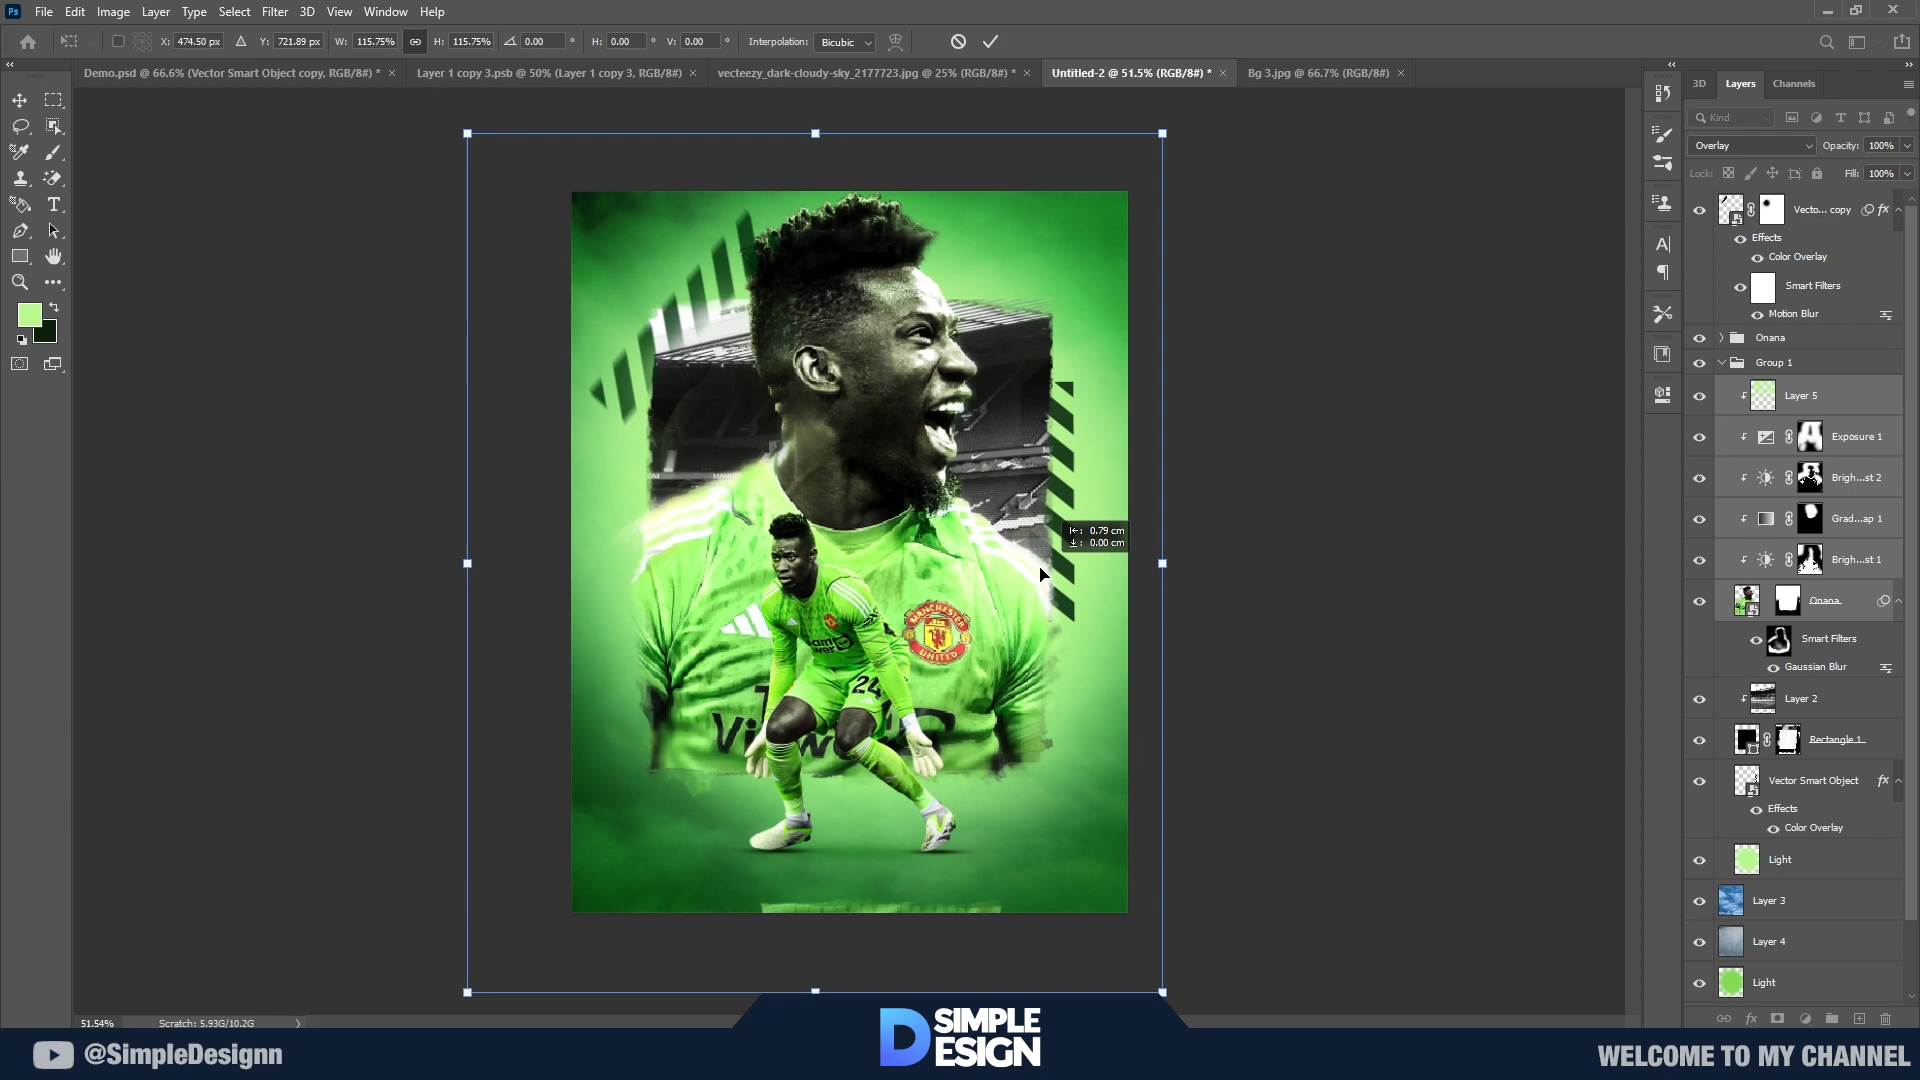 Ps File Edit Image Layer Type Select Filter 3D View Window Help
X: 474.50 px Y: 721.89 px W: 115.75% H: 115.75% 0.00 ° H: 0.00 ° V: 0.00 ° Interpolation: Bicubic
Demo.psd @ 66.6% (Vector Smart Object copy, RGB/8#) * × Layer 1 copy 3.psb @ 50% (Layer 1 copy 3, RGB/8#) × vecteezy_dark-cloudy-sky_2177723.jpg @ 25% (RGB/8#) * × Untitled-2 @ 51.5% (RGB/8#) * × Bg 3.jpg @ 66.7% (RGB/8#) ×
3D Layers Channels
Kind
Overlay Opacity: 100%
Lock: Fill: 100%
Vecto... copy fx
Effects
Color Overlay
Smart Filters
Motion Blur
Onana
Group 1
Layer 5
Exposure 1
Brigh...st 2
Grad...ap 1
Brigh...st 1
Onana
Smart Filters
Gaussian Blur
Layer 2
Rectangle 1
Vector Smart Object fx
Effects
Color Overlay
Light
Layer 3
Layer 4
Light
0.79 cm
0.00 cm
MANCHESTER
UNITED
24
51.54% Scratch: 5.93G/10.2G
@SimpleDesignn
SIMPLE
DESIGN
WELCOME TO MY CHANNEL